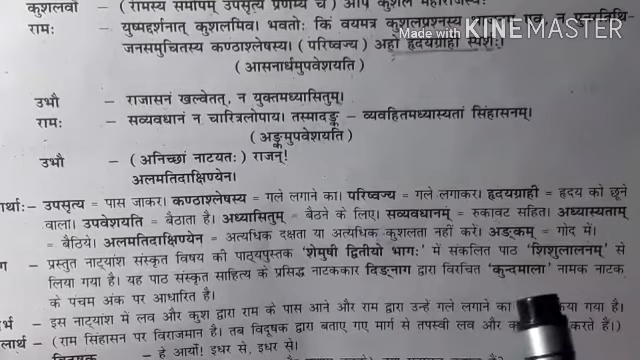 कुशलवौ - (रामस्य समीपम् उपसृत्य प्रणम्य च) अपि कुशलं महाराजस्य?
Made with KINEMASTER
रामः - युष्मद्दर्शनात् कुशलमिव। भवतोः किं वयमत्र कुशलप्रश्नस्य एव, न
जनसमुचितस्य कण्ठाश्लेषस्य। (परिष्वज्य) अहो हृदयग्राही स्पर्शः।
(आसनार्धमुपवेशयति)
उभौ - राजासनं खल्वेतत्, न युक्तमध्यासितुम्।
रामः - सव्यवधानं न चारित्रलोपाय। तस्मादङ्क - व्यवहितमध्यास्यतां सिंहासनम्।
(अङ्कमुपवेशयति)
उभौ - (अनिच्छां नाटयतः) राजन्!
अलमतिदाक्षिण्येन।
ार्थाः- उपसृत्य = पास जाकर। कण्ठाश्लेषस्य = गले लगाने का। परिष्वज्य = गले लगाकर। हृदयग्राही = हृदय को छूने
वाला। उपवेशयति = बैठाता है। अध्यासितुम् = बैठने के लिए। सव्यवधानम् = रुकावट सहित। अध्यास्यताम्
= बैठिये। अलमतिदाक्षिण्येन = अत्यधिक दक्षता या अत्यधिक कुशलता नहीं करें। अङ्कम् = गोद में।
ग - प्रस्तुत नाट्यांश संस्कृत विषय की पाठ्यपुस्तक 'शेमुषी द्वितीयो भागः' में संकलित पाठ 'शिशुलालनम्' से
लिया गया है। यह पाठ संस्कृत साहित्य के प्रसिद्ध नाटककार दिङ्नाग द्वारा विरचित 'कुन्दमाला' नामक नाटक
के पंचम अंक पर आधारित है।
र्भ - इस नाट्यांश में लव और कुश द्वारा राम के पास आने और राम द्वारा उन्हें गले लगाने का गया है।
लार्थ - (राम सिंहासन पर विराजमान है। तब विदूषक द्वारा बताए गए मार्ग से तपस्वी लव और करते हैं।)
विदूषक - हे आर्यो! इधर से, इधर से।